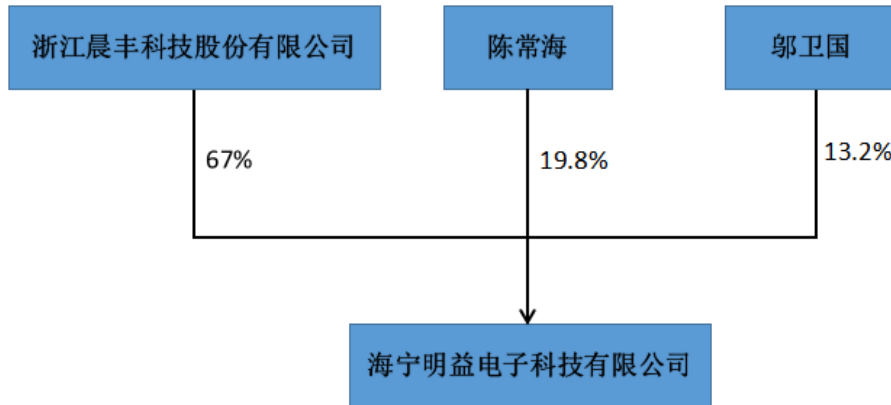 浙江晨丰科技股份有限公司
陈常海
邬卫国
67%
19.8%
13.2%
海宁明益电子科技有限公司